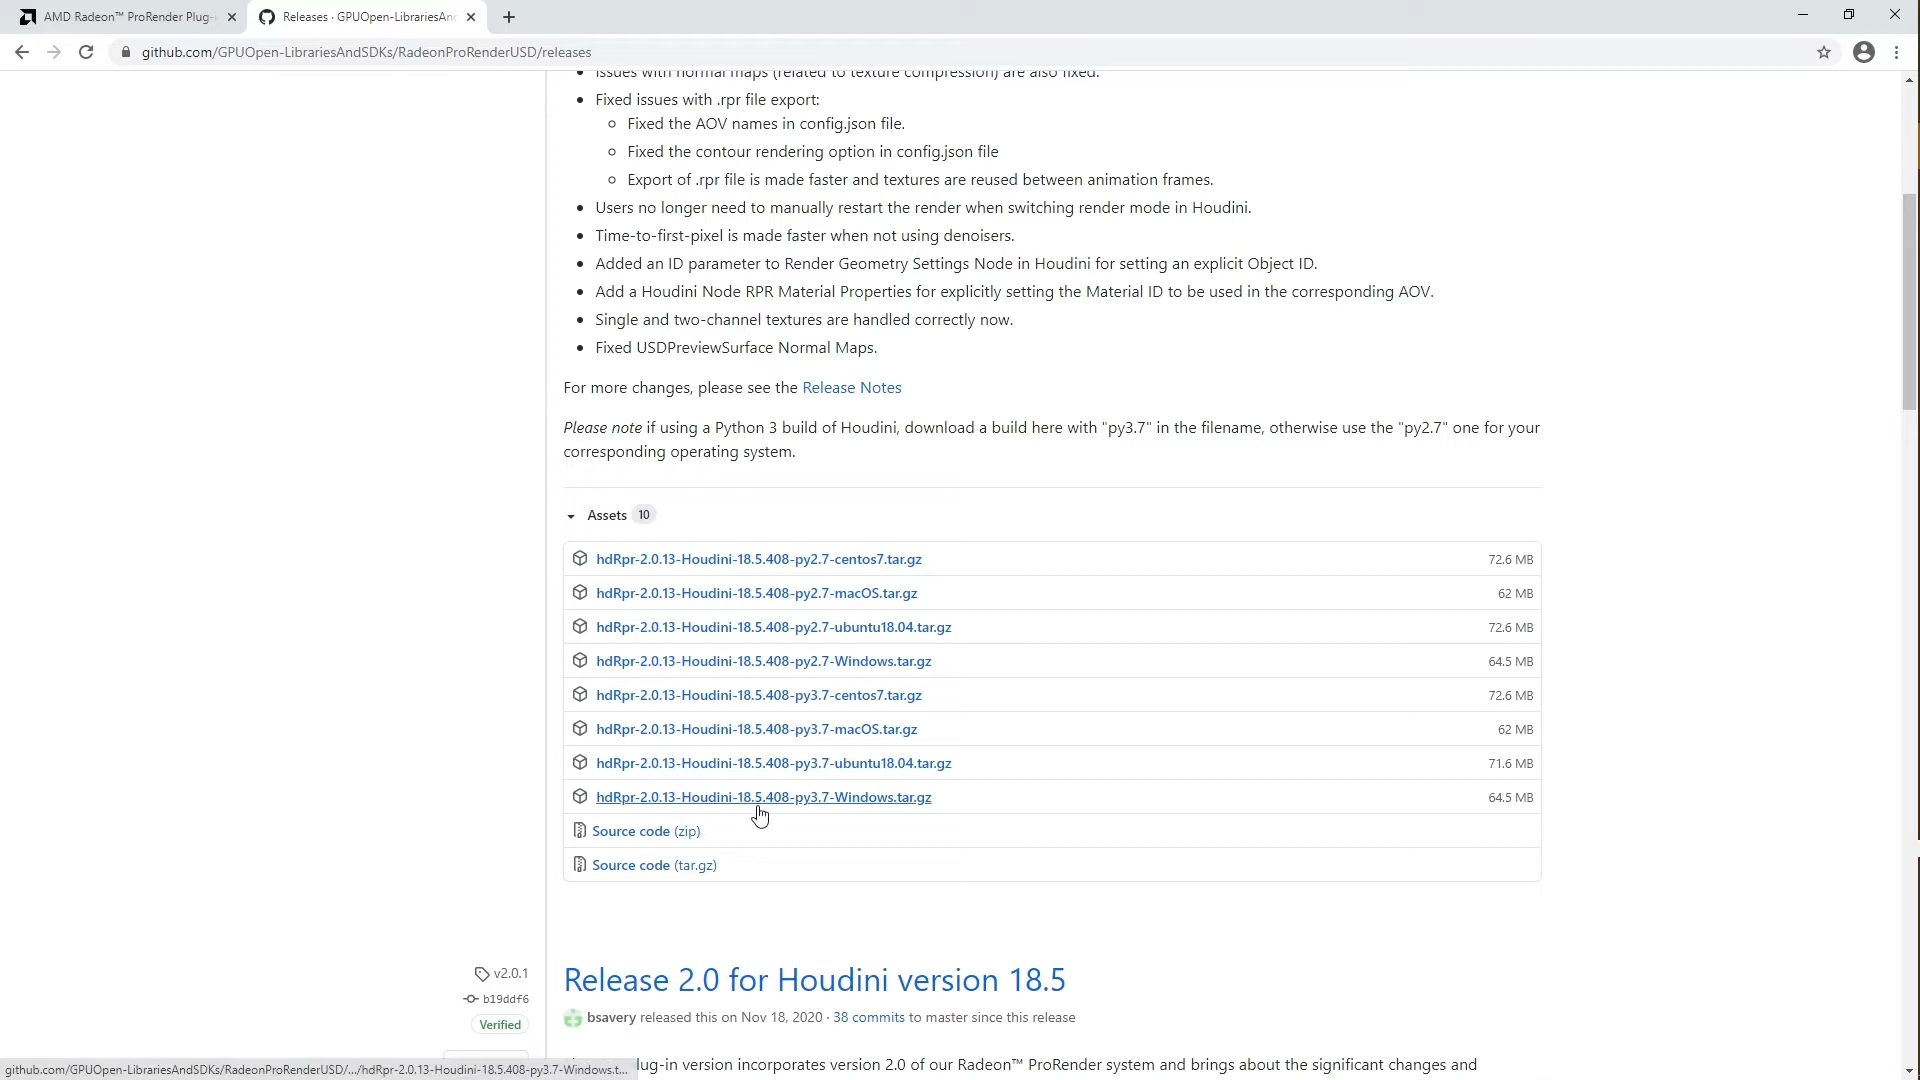 AMD Radeon™ ProRender Plug-
Releases · GPUOpen-LibrariesAn
github.com/GPUOpen-LibrariesAndSDKs/RadeonProRenderUSD/releases
issues with normal maps (related to texture compression) are also fixed.
Fixed issues with .rpr file export:
Fixed the AOV names in config.json file.
Fixed the contour rendering option in config.json file
Export of .rpr file is made faster and textures are reused between animation frames.
Users no longer need to manually restart the render when switching render mode in Houdini.
Time-to-first-pixel is made faster when not using denoisers.
Added an ID parameter to Render Geometry Settings Node in Houdini for setting an explicit Object ID.
Add a Houdini Node RPR Material Properties for explicitly setting the Material ID to be used in the corresponding AOV.
Single and two-channel textures are handled correctly now.
Fixed USDPreviewSurface Normal Maps.
For more changes, please see the Release Notes
Please note if using a Python 3 build of Houdini, download a build here with "py3.7" in the filename, otherwise use the "py2.7" one for your
corresponding operating system.
Assets 10
hdRpr-2.0.13-Houdini-18.5.408-py2.7-centos7.tar.gz 72.6 MB
hdRpr-2.0.13-Houdini-18.5.408-py2.7-macOS.tar.gz 62 MB
hdRpr-2.0.13-Houdini-18.5.408-py2.7-ubuntu18.04.tar.gz 72.6 MB
hdRpr-2.0.13-Houdini-18.5.408-py2.7-Windows.tar.gz 64.5 MB
hdRpr-2.0.13-Houdini-18.5.408-py3.7-centos7.tar.gz 72.6 MB
hdRpr-2.0.13-Houdini-18.5.408-py3.7-macOS.tar.gz 62 MB
hdRpr-2.0.13-Houdini-18.5.408-py3.7-ubuntu18.04.tar.gz 71.6 MB
hdRpr-2.0.13-Houdini-18.5.408-py3.7-Windows.tar.gz 64.5 MB
Source code (zip)
Source code (tar.gz)
v2.0.1
b19ddf6
Verified
Release 2.0 for Houdini version 18.5
bsavery released this on Nov 18, 2020 · 38 commits to master since this release
lug-in version incorporates version 2.0 of our Radeon™ ProRender system and brings about the significant changes and
github.com/GPUOpen-LibrariesAndSDKs/RadeonProRenderUSD/.../hdRpr-2.0.13-Houdini-18.5.408-py3.7-Windows.t...